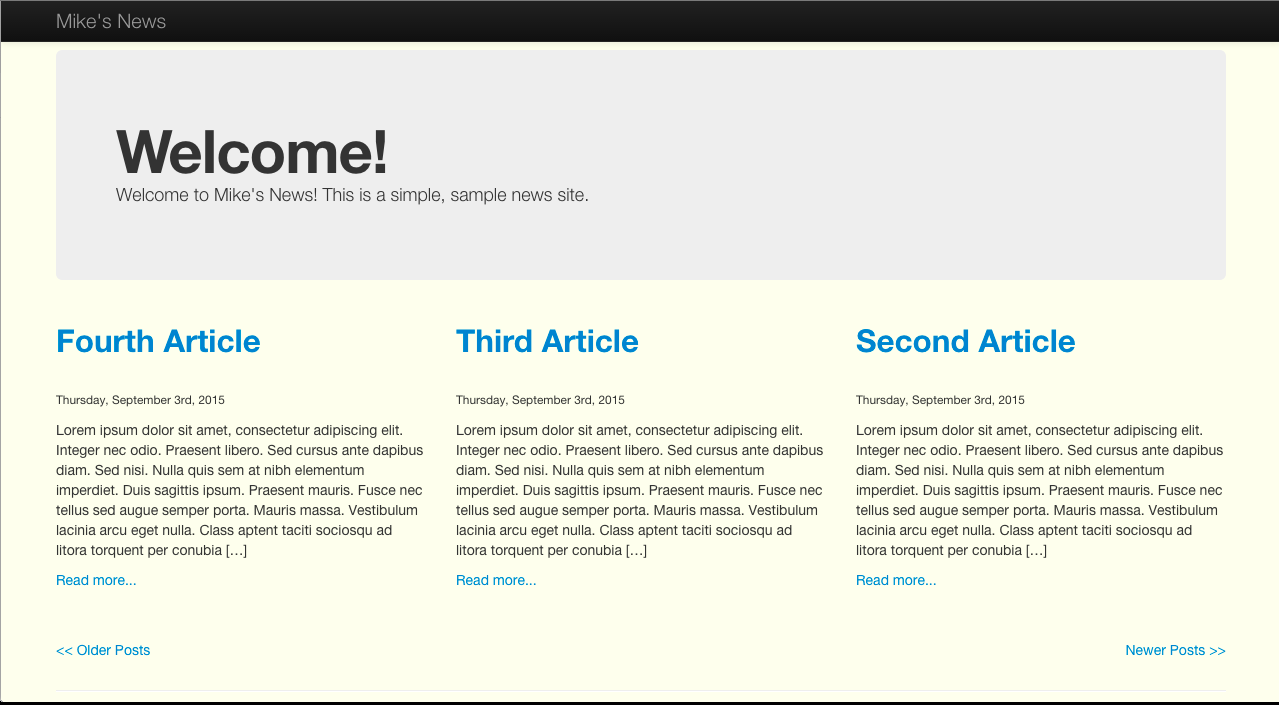 Mike's News
Welcome!
Welcome to Mike's News! This is a simple, sample news site.
Fourth Article
Thursday, September 3rd, 2015
Lorem ipsum dolor sit amet, consectetur adipiscing elit.
Integer nec odio. Praesent libero. Sed cursus ante dapibus
diam. Sed nisi. Nulla quis sem at nibh elementum
imperdiet. Duis sagittis ipsum. Praesent mauris. Fusce nec
tellus sed augue semper porta. Mauris massa. Vestibulum
lacinia arcu eget nulla. Class aptent taciti sociosqu ad
litora torquent per conubia […]
Read more...
Third Article
Thursday, September 3rd, 2015
Lorem ipsum dolor sit amet, consectetur adipiscing elit.
Integer nec odio. Praesent libero. Sed cursus ante dapibus
diam. Sed nisi. Nulla quis sem at nibh elementum
imperdiet. Duis sagittis ipsum. Praesent mauris. Fusce nec
tellus sed augue semper porta. Mauris massa. Vestibulum
lacinia arcu eget nulla. Class aptent taciti sociosqu ad
litora torquent per conubia […]
Read more...
Second Article
Thursday, September 3rd, 2015
Lorem ipsum dolor sit amet, consectetur adipiscing elit.
Integer nec odio. Praesent libero. Sed cursus ante dapibus
diam. Sed nisi. Nulla quis sem at nibh elementum
imperdiet. Duis sagittis ipsum. Praesent mauris. Fusce nec
tellus sed augue semper porta. Mauris massa. Vestibulum
lacinia arcu eget nulla. Class aptent taciti sociosqu ad
litora torquent per conubia […]
Read more...
<< Older Posts
Newer Posts >>